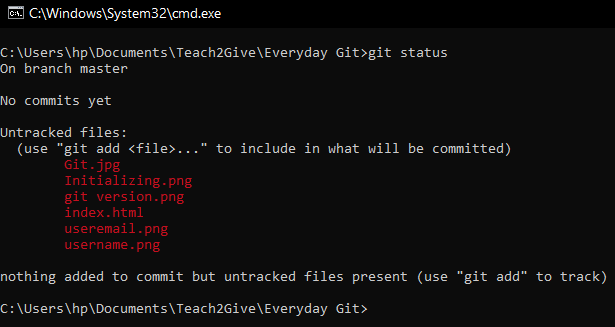 C:\Windows\System32\cmd.exe
C:\Users\hp\Documents\Teach2Give\Everyday Git>git status
On branch master
No commits yet
Untracked files:
(use "git add <file>..." to include in what will be committed)
Git.jpg
Initializing.png
git version.png
index.html
useremail.png
username.png
nothing added to commit but untracked files present (use "git add" to track)
C:\Users\hp\Documents\Teach2Give\Everyday Git>